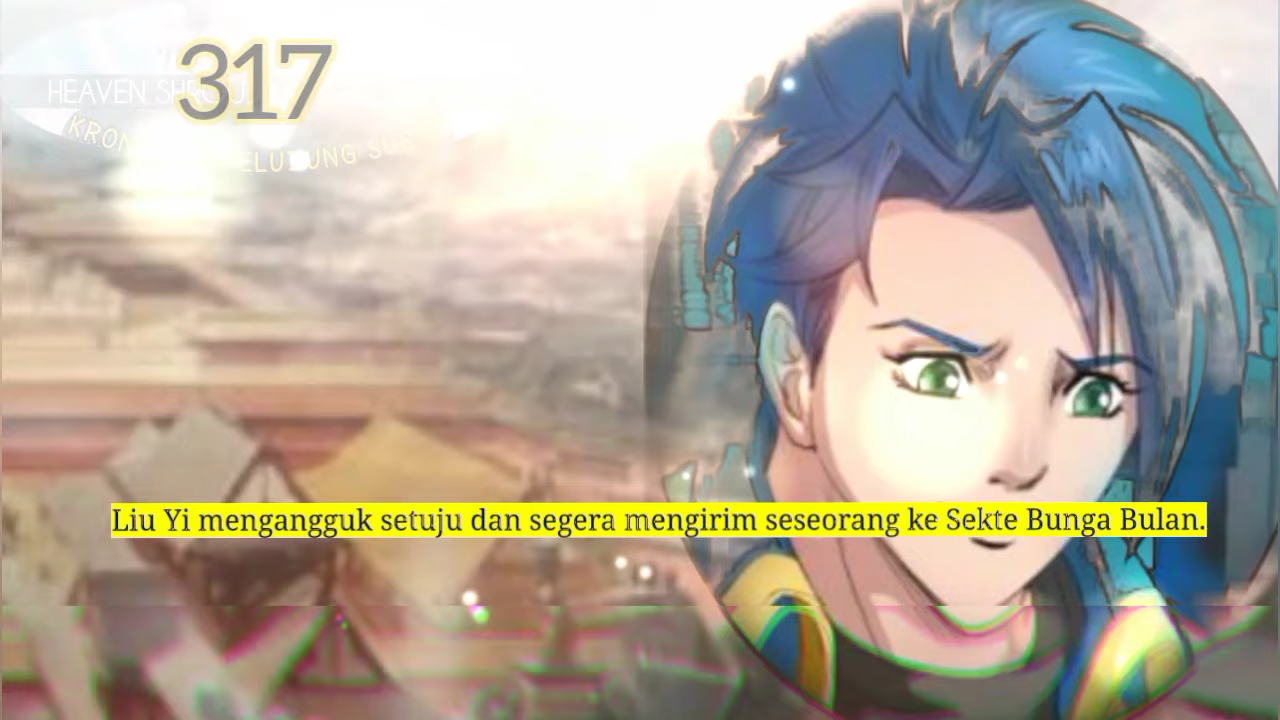 317
HEAVEN
Liu Yi mengangguk setuju dan segera mengirim seseorang ke Sekte Bunga Bulan.